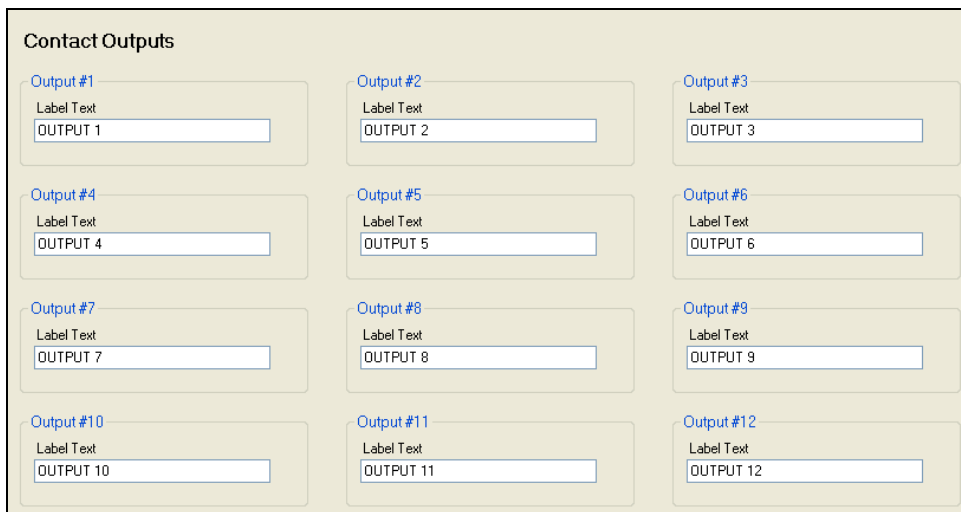 Contact Outputs
Output #1
Label Text
OUTPUT 1
Output #2
Label Text
OUTPUT 2
Output #3
Label Text
OUTPUT 3
Output #4
Label Text
OUTPUT 4
Output #5
Label Text
OUTPUT 5
Output #6
Label Text
OUTPUT 6
Output #7
Label Text
OUTPUT 7
Output #8
Label Text
OUTPUT 8
Output #9
Label Text
OUTPUT 9
Output #10
Label Text
OUTPUT 10
Output #11
Label Text
OUTPUT 11
Output #12
Label Text
OUTPUT 12